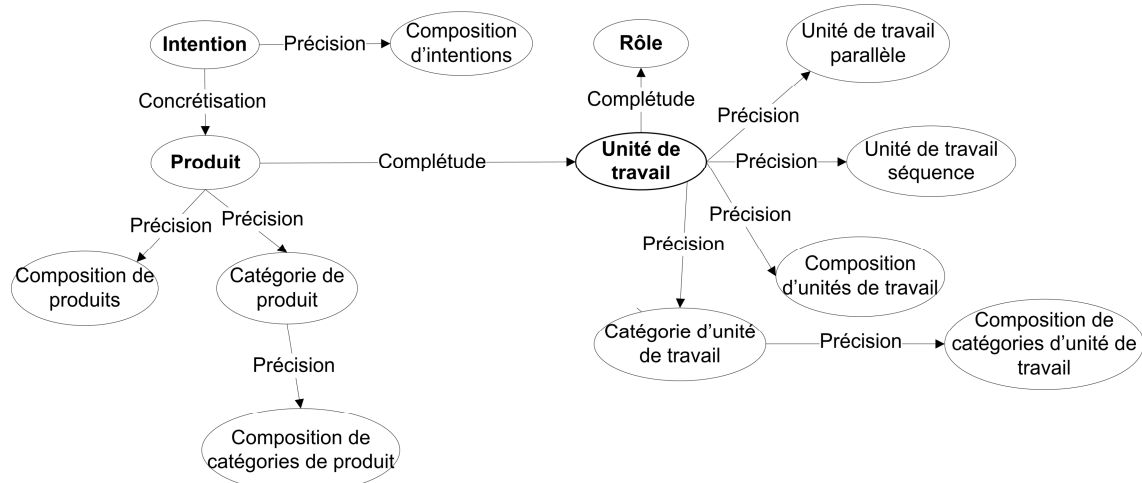 Intention
Précision
Composition
d'intentions
Rôle
Unité de travail
parallèle
Concrétisation
Complétude
Précision
Produit
Complétude
Unité de
travail
Précision
Unité de travail
séquence
Précision
Précision
Précision
Précision
Composition de
produits
Catégorie de
produit
Composition
d'unités de travail
Catégorie d'unité
de travail
Précision
Composition de
catégories d'unité de
travail
Précision
Composition de
catégories de produit